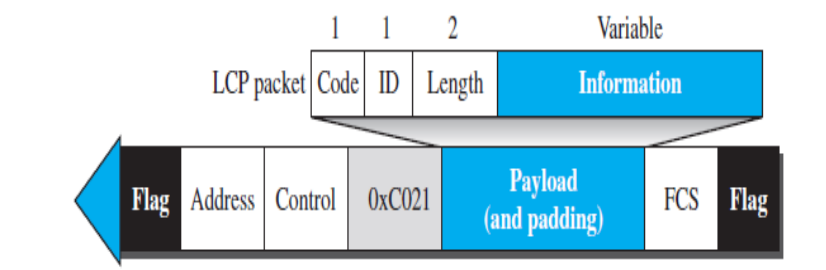 1 1 2 Variable
LCP packet Code ID Length Information
Flag Address Control 0xC021 Payload (and padding) FCS Flag